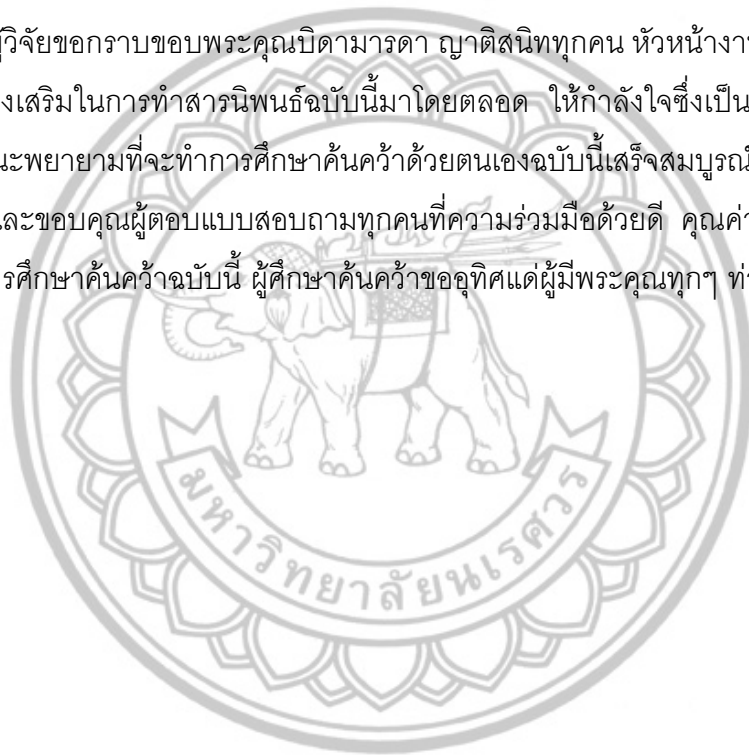 ผู้วิจัยขอกราบขอบพระคุณบิดามารดา ญาติสนิททุกคน หัวหน้างา
งเสริมในการทำสารนิพนธ์ฉบับนี้มาโดยตลอด ให้กำลังใจซึ่งเป็น
นะพยายามที่จะทำการศึกษาค้นคว้าด้วยตนเองฉบับนี้เสร็จสมบูรณ์
และขอบคุณผู้ตอบแบบสอบถามทุกคนที่ความร่วมมือด้วยดี คุณค่า
รศึกษาค้นคว้าฉบับนี้ ผู้ศึกษาค้นคว้าขออุทิศแด่ผู้มีพระคุณทุกๆ ท่
มหาวิทยาลัยนเรศวร